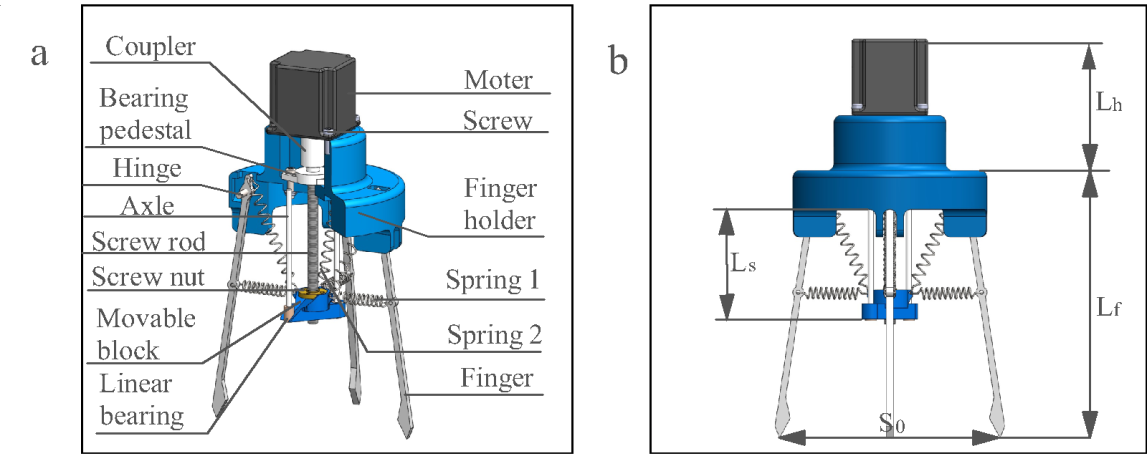 a
Coupler
Bearing
pedestal
Hinge
Axle
Screw rod
Screw nut
Movable
block
Linear
bearing
Moter
Screw
Finger
holder
Spring 1
Spring 2
Finger
b
Lh
Ls
Lf
S0